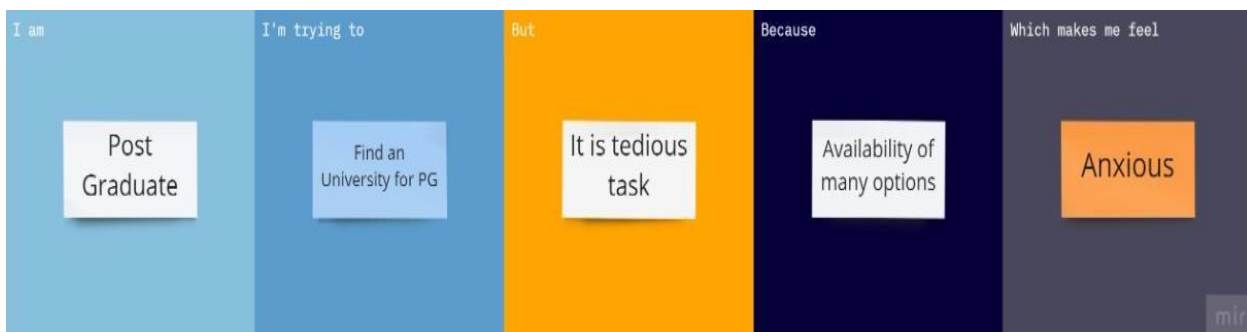 I am
Post
Graduate
I'm trying to
Find an
University for PG
But
It is tedious
task
Because
Availability of
many options
Which makes me feel
Anxious
mir